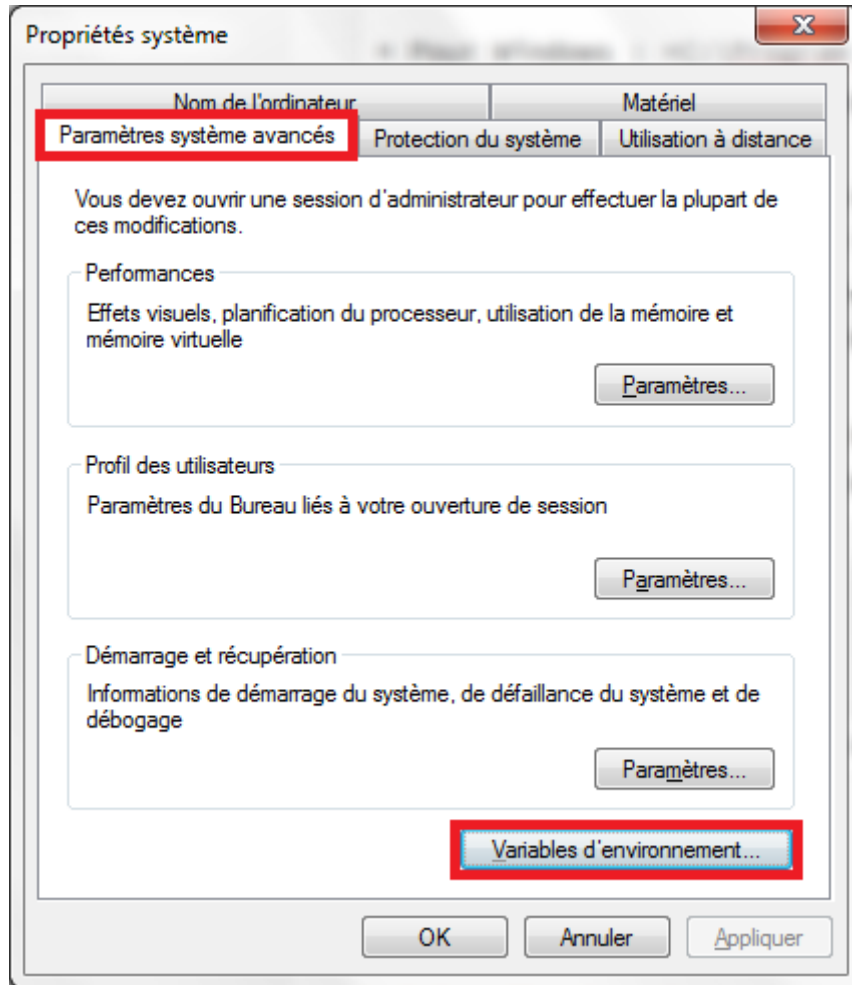 Propriétés système
Nom de l'ordinateur
Matériel
Paramètres système avancés
Protection du système
Utilisation à distance
Vous devez ouvrir une session d'administrateur pour effectuer la plupart de
ces modifications.
Performances
Effets visuels, planification du processeur, utilisation de la mémoire et
mémoire virtuelle
Paramètres...
Profil des utilisateurs
Paramètres du Bureau liés à votre ouverture de session
Paramètres...
Démarrage et récupération
Informations de démarrage du système, de défaillance du système et de
débogage
Paramètres...
Variables d'environnement...
OK
Annuler
Appliquer